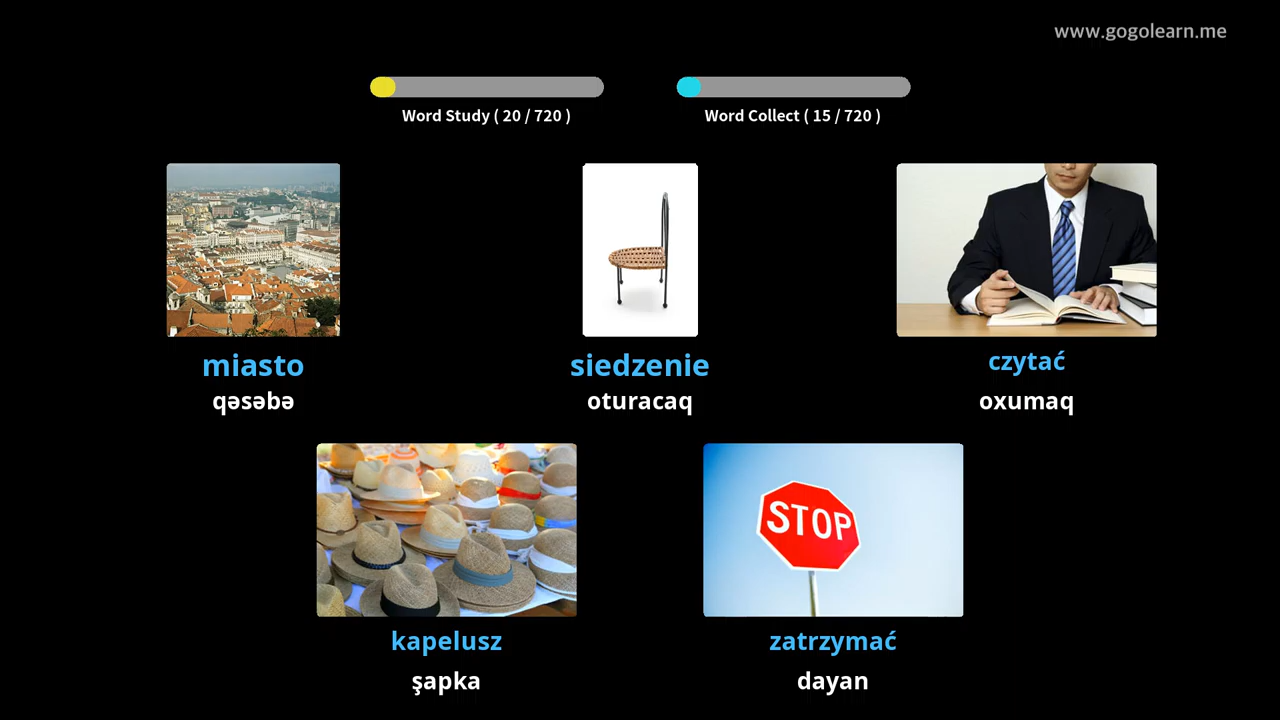 www.gogolearn.me
Word Study ( 20 / 720 )
Word Collect ( 15 / 720 )
miasto
qəsəbə
siedzenie
oturacaq
czytać
oxumaq
STOP
kapelusz
şapka
zatrzymać
dayan